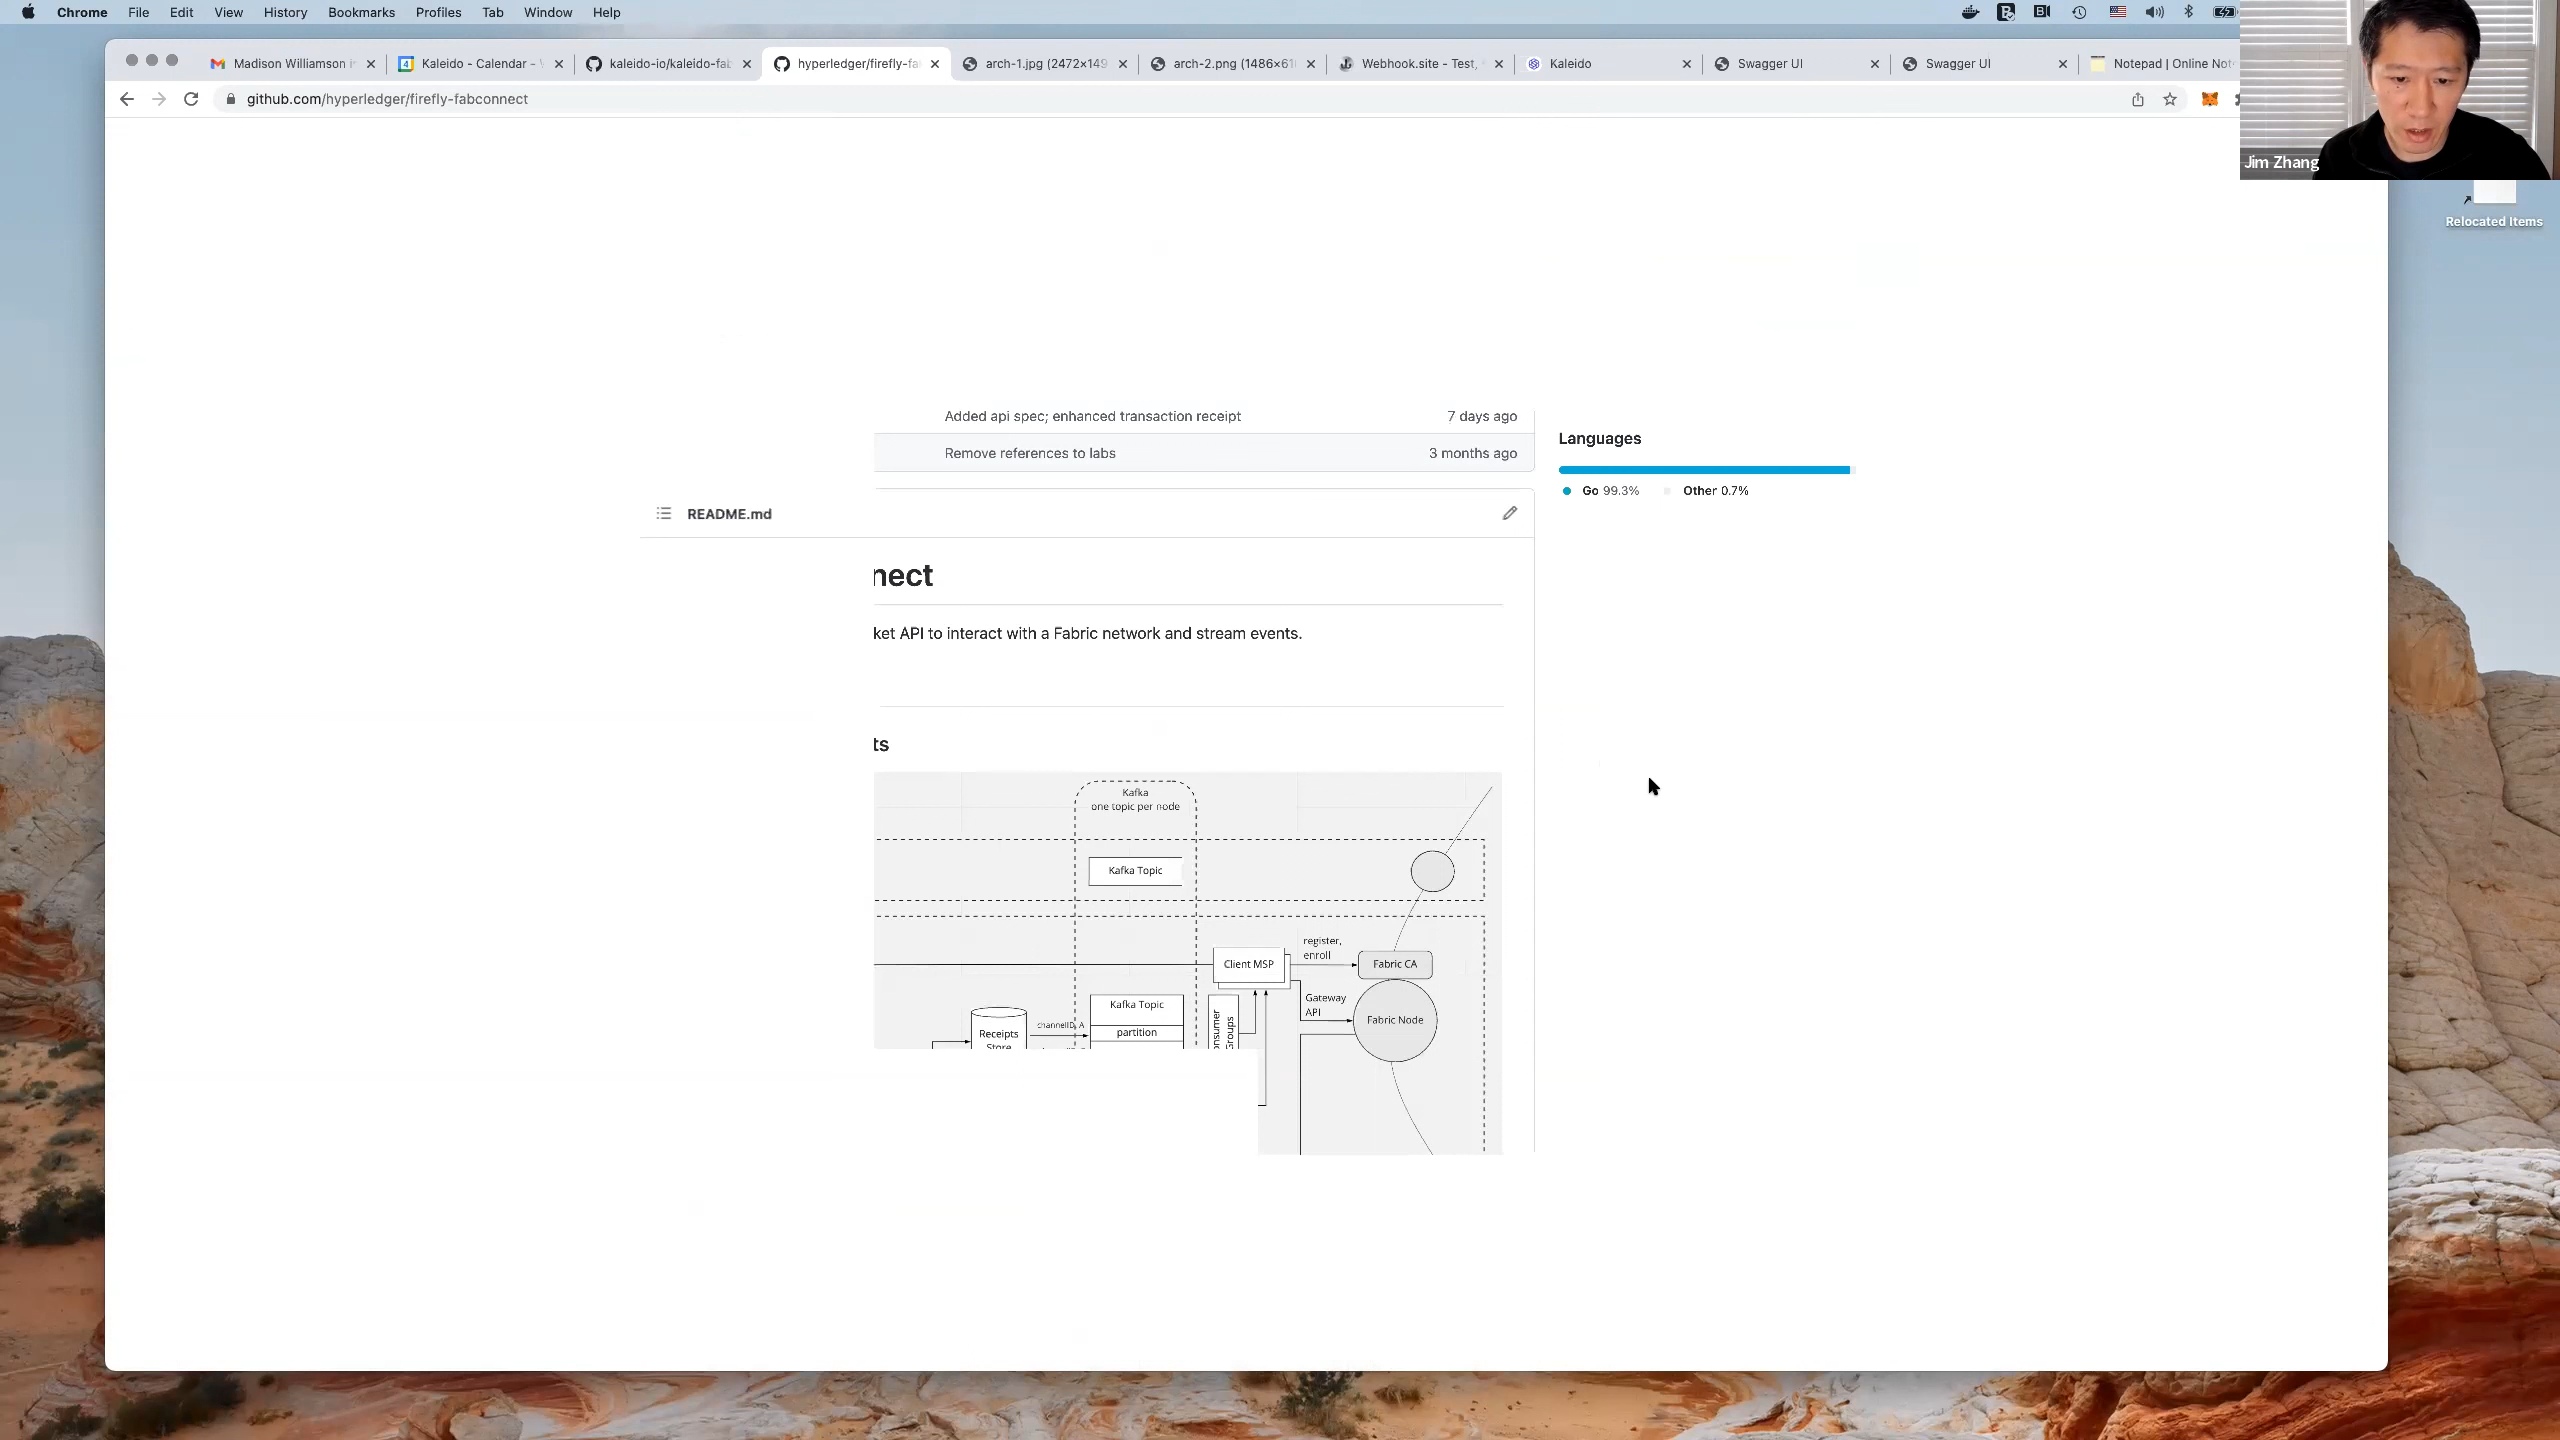 Chrome File Edit View History Bookmarks Profiles Tab Window Help
Madison Williamson
Kaleido - Calendar -
kaleido-io/kaleido-fab
hyperledger/firefly-fa
arch-1.jpg (2472×149
arch-2.png (1486×61
Webhook.site - Test,
Kaleido
Swagger UI
Swagger UI
Notepad | Online Not
github.com/hyperledger/firefly-fabconnect
Jim Zhang
Relocated Items
Added api spec; enhanced transaction receipt 7 days ago
Remove references to labs 3 months ago
Languages
Go 99.3% Other 0.7%
README.md
nect
ket API to interact with a Fabric network and stream events.
ts
Kafka
one topic per node
Kafka Topic
register,
enroll
Client MSP
Fabric CA
Gateway
API
Kafka Topic
partition
Receipts
Store
channelID, A
onsumer
Groups
Fabric Node